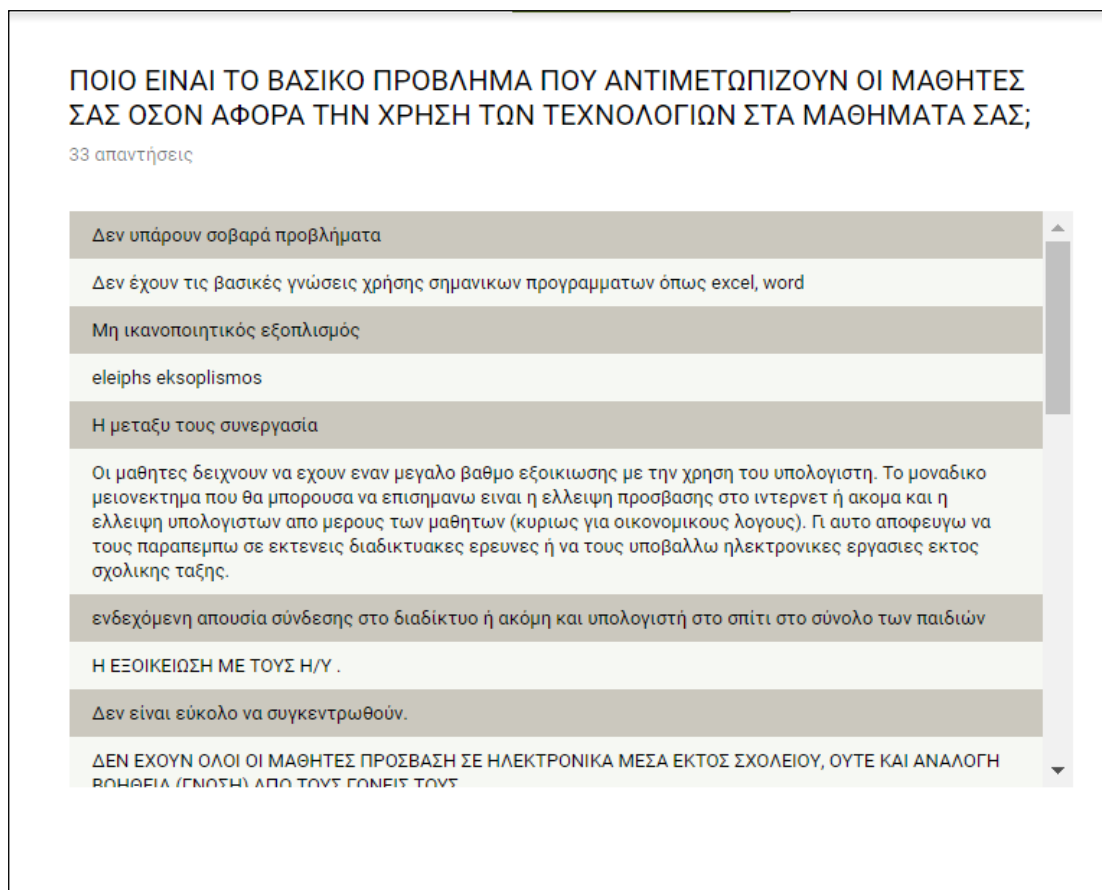 ΠΟΙΟ ΕΙΝΑΙ ΤΟ ΒΑΣΙΚΟ ΠΡΟΒΛΗΜΑ ΠΟΥ ΑΝΤΙΜΕΤΩΠΙΖΟΥΝ ΟΙ ΜΑΘΗΤΕΣ
ΣΑΣ ΟΣΟΝ ΑΦΟΡΑ ΤΗΝ ΧΡΗΣΗ ΤΩΝ ΤΕΧΝΟΛΟΓΙΩΝ ΣΤΑ ΜΑΘΗΜΑΤΑ ΣΑΣ;
33 απαντήσεις
Δεν υπάρουν σοβαρά προβλήματα
Δεν έχουν τις βασικές γνώσεις χρήσης σημανικων προγραμματων όπως excel, word
Μη ικανοποιητικός εξοπλισμός
eleiphs eksoplismos
Η μεταξυ τους συνεργασία
Οι μαθητες δειχνουν να εχουν εναν μεγαλο βαθμο εξοικιωσης με την χρηση του υπολογιστη. Το μοναδικο
μειονεκτημα που θα μπορουσα να επισημανω ειναι η ελλειψη προσβασης στο ιντερνετ ή ακομα και η
ελλειψη υπολογιστων απο μερους των μαθητων (κυριως για οικονομικους λογους). Γι αυτο αποφευγω να
τους παραπεμπω σε εκτενεις διαδικτυακες ερευνες ή να τους υποβαλλω ηλεκτρονικες εργασιες εκτος
σχολικης ταξης.
ενδεχόμενη απουσία σύνδεσης στο διαδίκτυο ή ακόμη και υπολογιστή στο σπίτι στο σύνολο των παιδιών
Η ΕΞΟΙΚΕΙΩΣΗ ΜΕ ΤΟΥΣ Η/Υ .
Δεν είναι εύκολο να συγκεντρωθούν.
ΔΕΝ ΕΧΟΥΝ ΟΛΟΙ ΟΙ ΜΑΘΗΤΕΣ ΠΡΟΣΒΑΣΗ ΣΕ ΗΛΕΚΤΡΟΝΙΚΑ ΜΕΣΑ ΕΚΤΟΣ ΣΧΟΛΕΙΟΥ, ΟΥΤΕ ΚΑΙ ΑΝΑΛΟΓΗ
ΒΟΗΘΕΙΑ (ΓΝΩΣΗ) ΑΠΟ ΤΟΥΣ ΓΟΝΕΙΣ ΤΟΥΣ